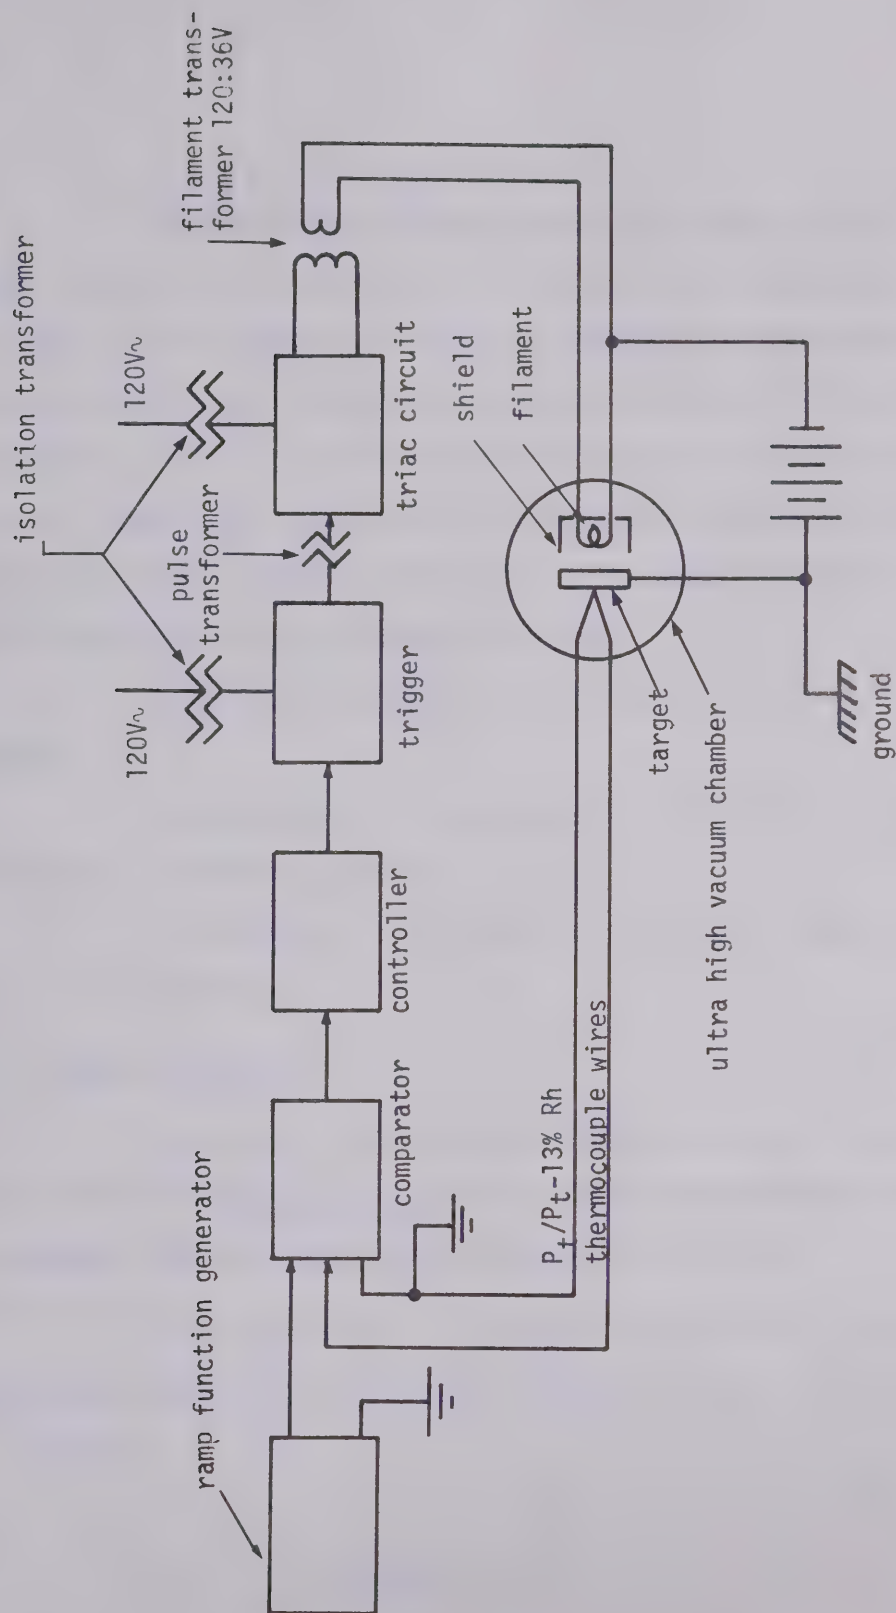 isolation transformer
filament trans-
former 120:36V
120V~
120V~
pulse
transformer
ramp function generator
comparator
controller
trigger
triac circuit
shield
filament
Pt/Pt-13% Rh
thermocouple wires
target
ultra high vacuum chamber
ground